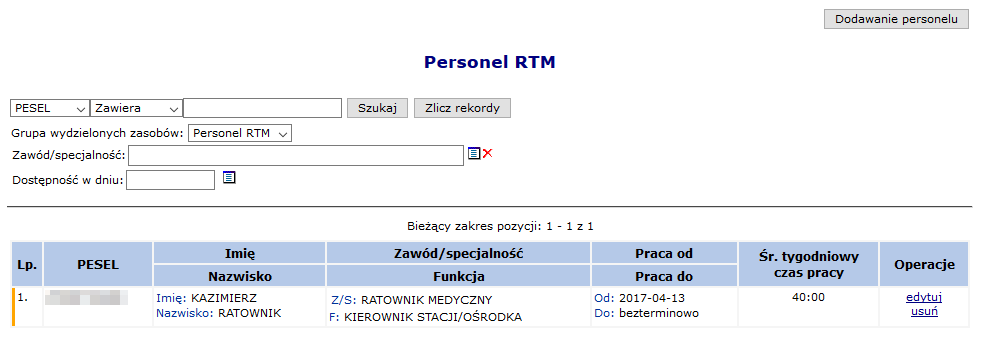 Dodawanie personelu
Personel RTM
PESEL Zawiera Szukaj Zlicz rekordy
Grupa wydzielonych zasobów: Personel RTM
Zawód/specjalność:
Dostępność w dniu:
Bieżący zakres pozycji: 1 - 1 z 1
Lp. PESEL Imię Zawód/specjalność Praca od Śr. tygodniowy czas pracy Operacje
Nazwisko Funkcja Praca do
1. Imię: KAZIMIERZ Z/S: RATOWNIK MEDYCZNY Od: 2017-04-13 40:00 edytuj
Nazwisko: RATOWNIK F: KIEROWNIK STACJI/OŚRODKA Do: bezterminowo usuń